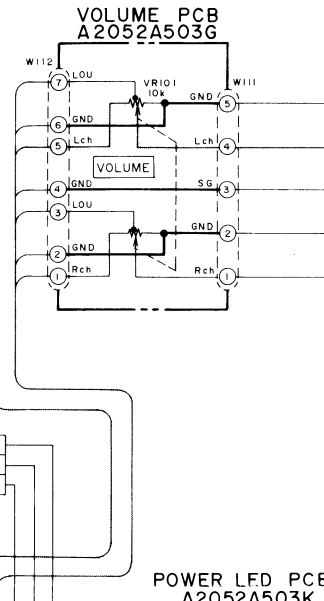 VOLUME PCB
A2052A503G
W112
7 LOU
VR101
10k
W111
GND 5
6 GND
5 Lch
Lch 4
VOLUME
4 GND
SG 3
3 LOU
GND 2
2 GND
1 Rch
Rch 1
POWER LED PCB
A2052A503K